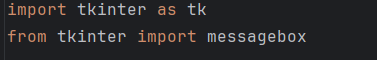 import tkinter as tk
from tkinter import messagebox